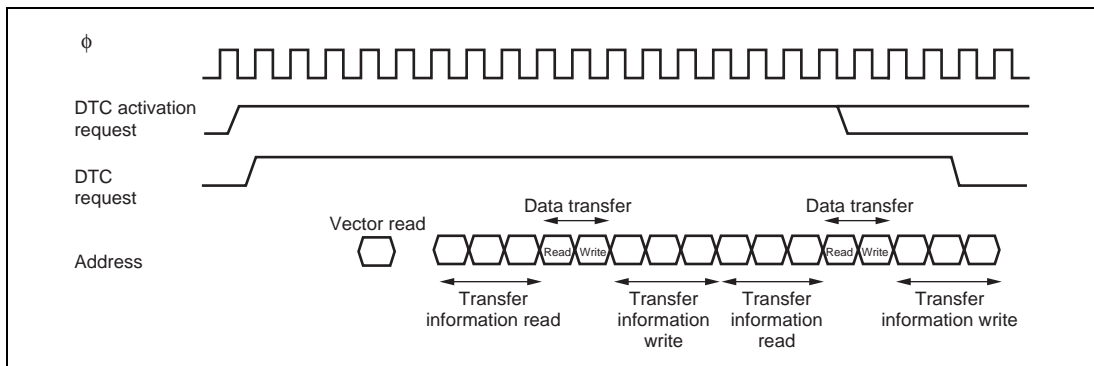 ϕ
DTC activation
request
DTC
request
Data transfer
Data transfer
Vector read
Address
Read
Write
Read
Write
Transfer
information read
Transfer
information
write
Transfer
information
read
Transfer
information write